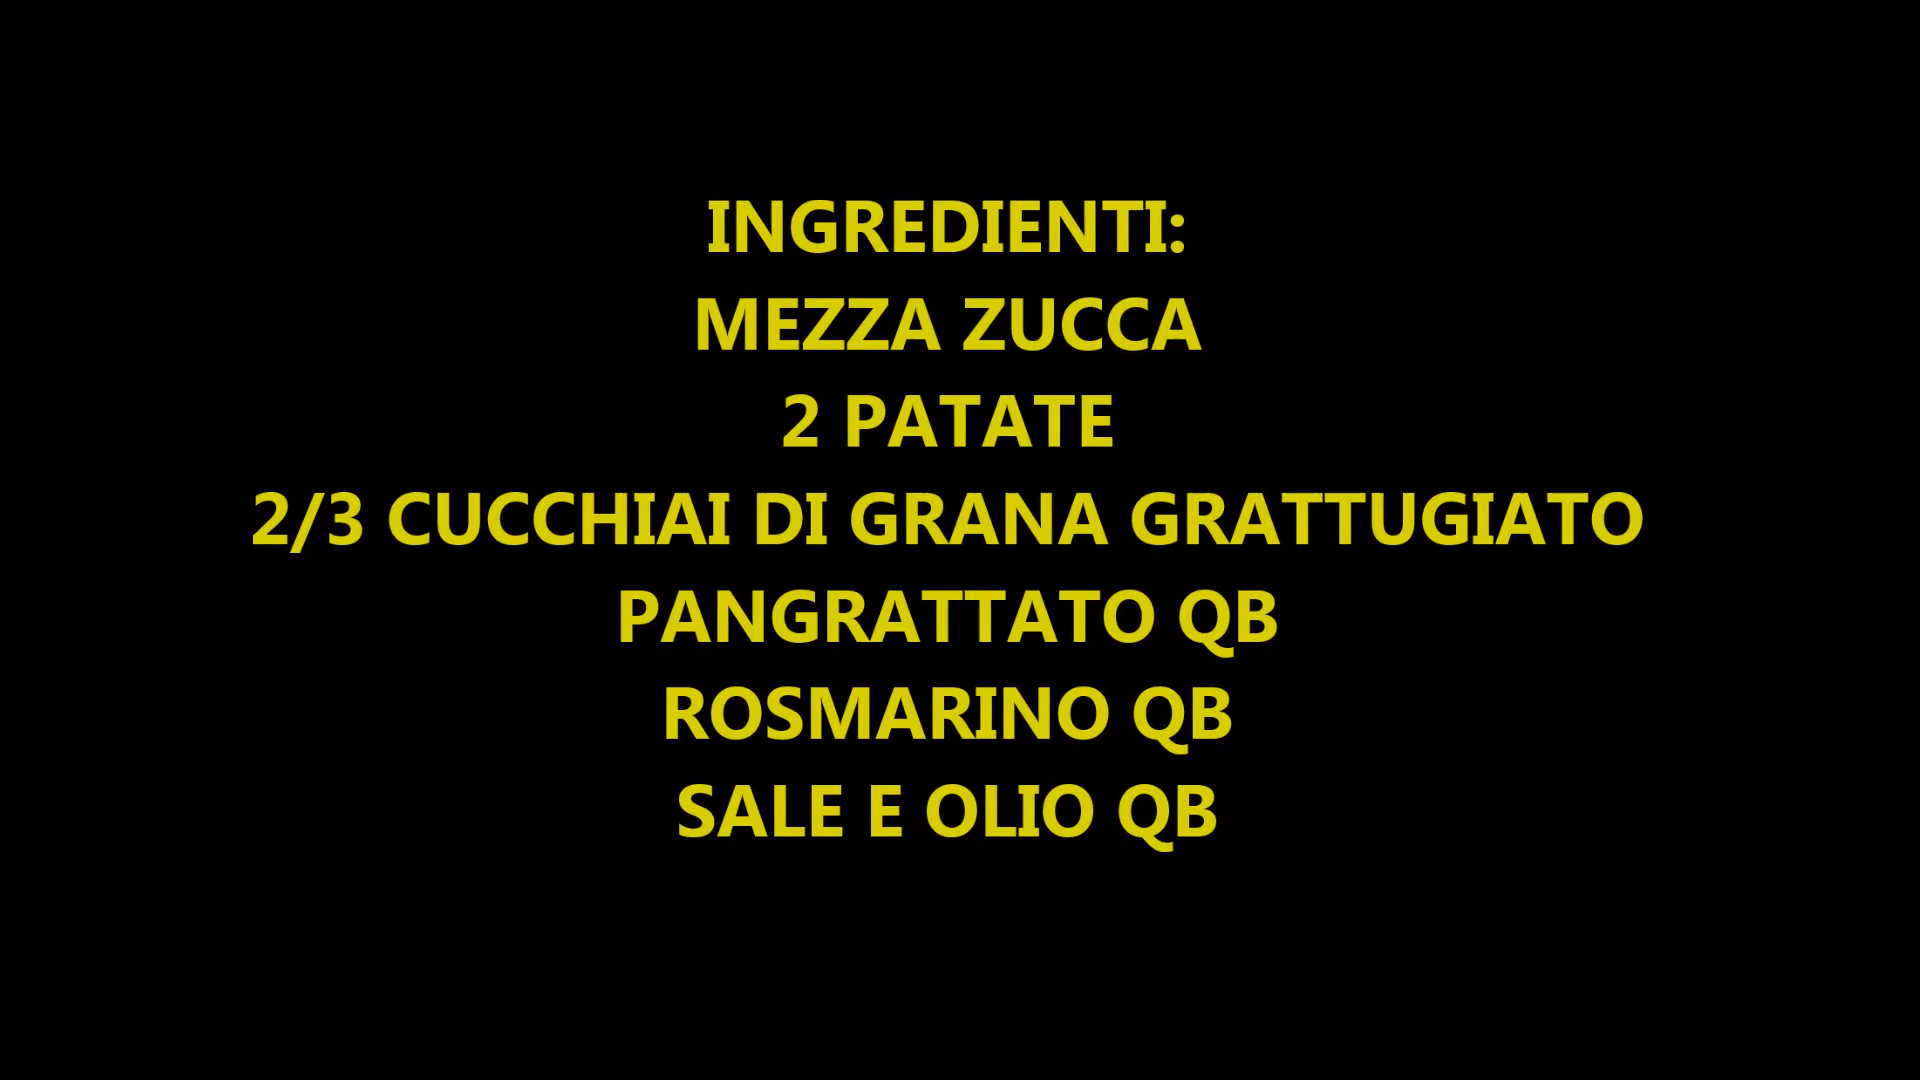 INGREDIENTI:
MEZZA ZUCCA
2 PATATE
2/3 CUCCHIAI DI GRANA GRATTUGIATO
PANGRATTATO QB
ROSMARINO QB
SALE E OLIO QB